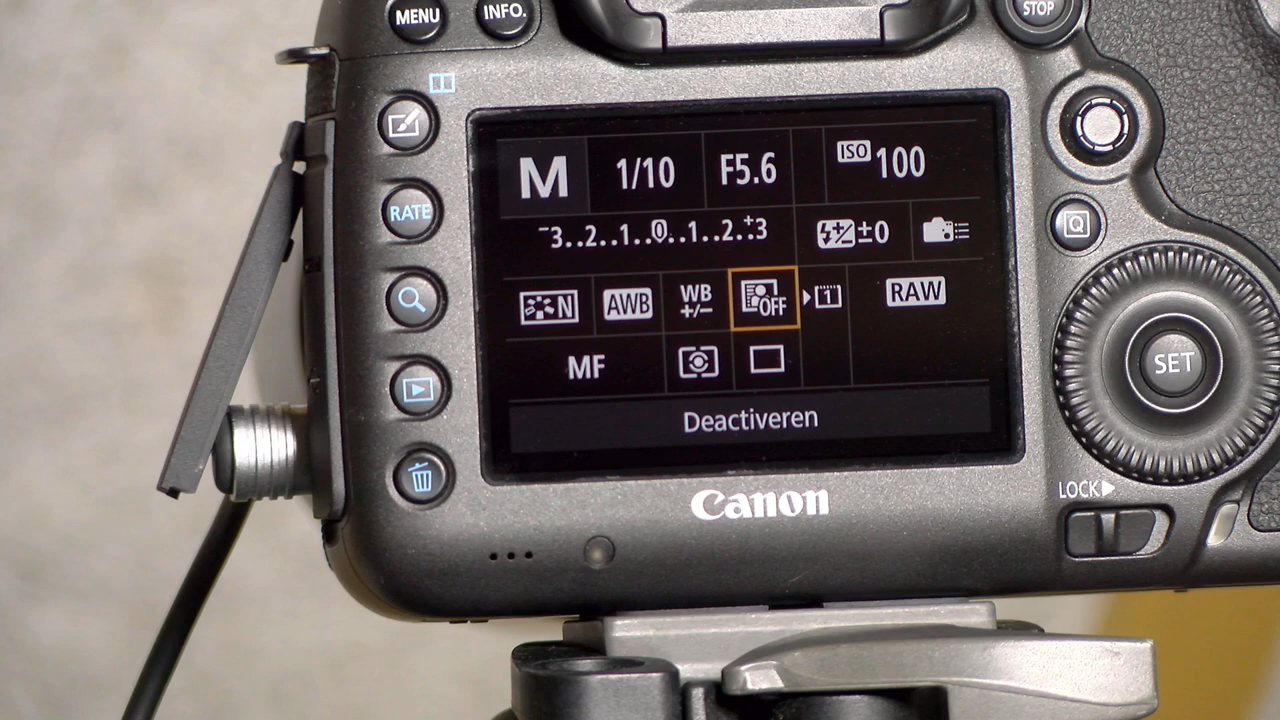 MENU INFO. STOP
M 1/10 F5.6 ISO 100
RATE
-3..2..1..0..1..2..+3 ±0
Q
N AWB WB +/- OFF 1 RAW
MF
SET
Deactiveren
LOCK
Canon